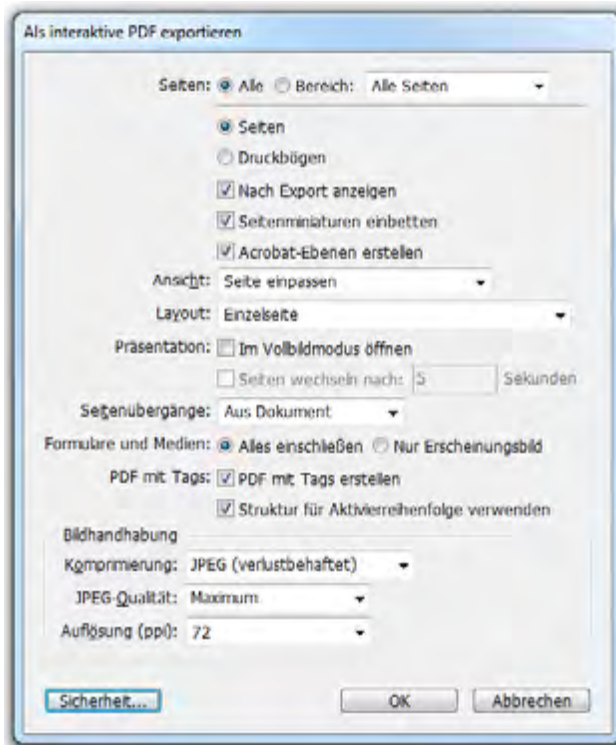 Als interaktive PDF exportieren
Seiten: Alle Bereich: Alle Seiten
Seiten
Druckbögen
Nach Export anzeigen
Seitenminiaturen einbetten
Acrobat-Ebenen erstellen
Ansicht: Seite einpassen
Layout: Einzelseite
Präsentation: Im Vollbildmodus öffnen
Seiten wechseln nach: 5 Sekunden
Seitenübergänge: Aus Dokument
Formulare und Medien: Alles einschließen Nur Erscheinungsbild
PDF mit Tags: PDF mit Tags erstellen
Struktur für Aktivierreihenfolge verwenden
Bildhandhabung
Komprimierung: JPEG (verlustbehaftet)
JPEG-Qualität: Maximum
Auflösung (ppi): 72
Sicherheit... OK Abbrechen